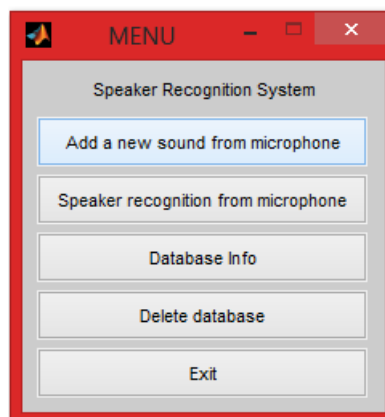 MENU
Speaker Recognition System
Add a new sound from microphone
Speaker recognition from microphone
Database Info
Delete database
Exit